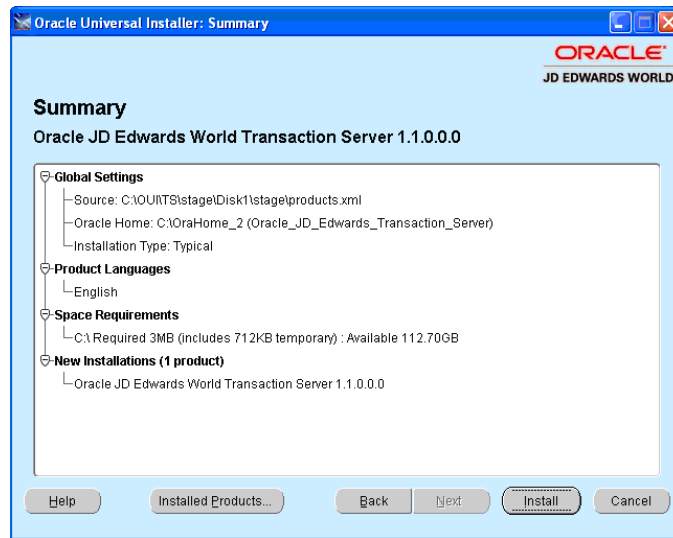 Oracle Universal Installer: Summary
ORACLE
JD EDWARDS WORLD
Summary
Oracle JD Edwards World Transaction Server 1.1.0.0.0
Global Settings
Source: C:\OUI\TS\stage\Disk1\stage\products.xml
Oracle Home: C:\OraHome_2 (Oracle_JD_Edwards_Transaction_Server)
Installation Type: Typical
Product Languages
English
Space Requirements
C:\ Required 3MB (includes 712KB temporary) : Available 112.70GB
New Installations (1 product)
Oracle JD Edwards World Transaction Server 1.1.0.0.0
Help Installed Products... Back Next Install Cancel